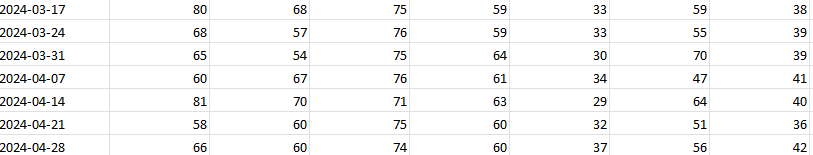 2024-03-17 80 68 75 59 33 59 38
2024-03-24 68 57 76 59 33 55 39
2024-03-31 65 54 75 64 30 70 39
2024-04-07 60 67 76 61 34 47 41
2024-04-14 81 70 71 63 29 64 40
2024-04-21 58 60 75 60 32 51 36
2024-04-28 66 60 74 60 37 56 42